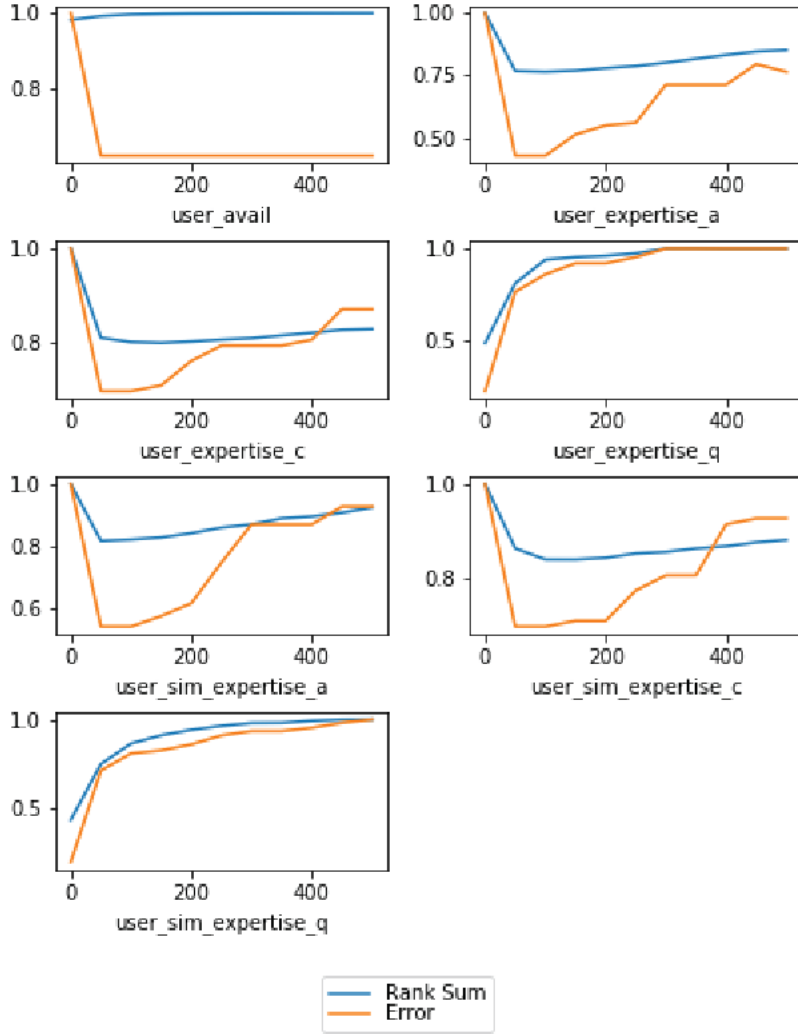 1.0
0.8
0 200 400
user_avail
1.00
0.75
0.50
0 200 400
user_expertise_a
1.0
0.8
0 200 400
user_expertise_c
1.0
0.5
0 200 400
user_expertise_q
1.0
0.8
0.6
0 200 400
user_sim_expertise_a
1.0
0.8
0 200 400
user_sim_expertise_c
1.0
0.5
0 200 400
user_sim_expertise_q
Rank Sum
Error